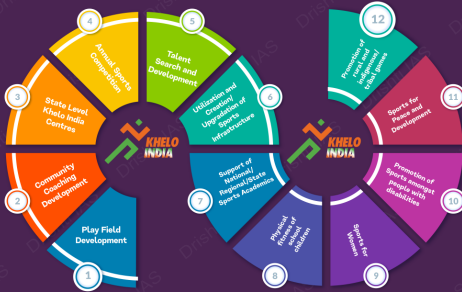 1
Play Field
Development
2
Community
Coaching
Development
3
State Level
Khelo India
Centres
4
Annual Sports
Competition
5
Talent
Search and
Development
6
Utilization and
Creation/
Upgradation of
Sports
Infrastructure
7
Support of
National/
Regional/State
Sports Academics
8
Physical
fitness of
school
children
9
Sports for
Women
10
Promotion of
Sports amongst
people with
disabilities
11
Sports for
Peace and
Development
12
Promotion of
rural and
indigenous/
tribal games
KHELO
INDIA
KHELO
INDIA